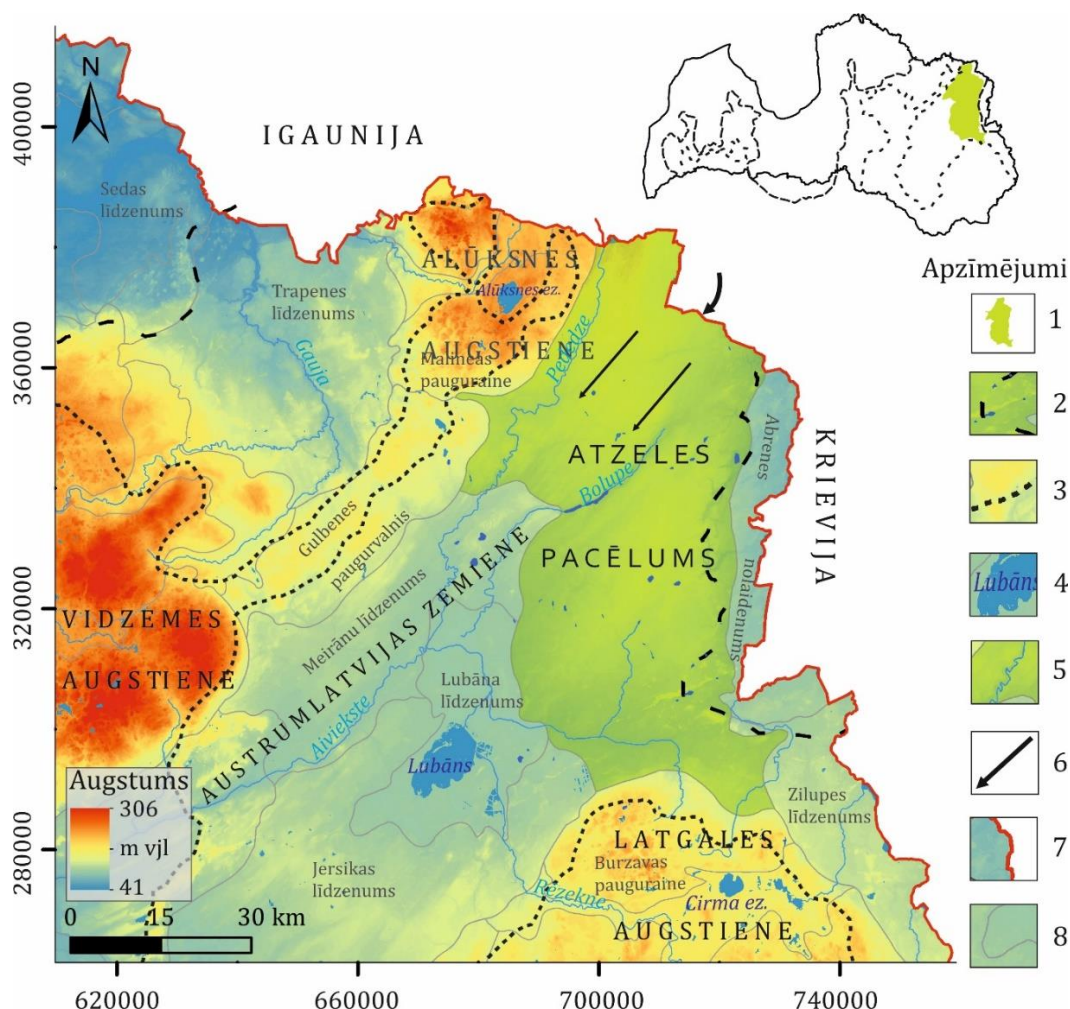 N
IGAUNIJA
400000
360000
320000
280000
620000
660000
700000
740000
Sedas
līdzenums
Trapenes
līdzenums
Gauja
ALŪKSNES
Alūksnes ez.
AUGSTIENE
Malienas
pauguraine
Pededze
ATZELES
PACĒLUMS
Bolupe
Abrenes
nolaidenums
KRIEVIJA
Gulbenes
paugurvalnis
VIDZEMES
AUGSTIENE
Meirānu līdzenums
AUSTRUMLATVIJAS ZEMIENE
Aiviekste
Lubāna
līdzenums
Lubāns
Zilupes
līdzenums
LATGALES
Burzavas
pauguraine
Cirma ez.
AUGSTIENE
Rēzekne
Jersikas
līdzenums
Augstums
306
m vjl
41
0 15 30 km
Apzīmējumi
1
2
3
Lubāns 4
5
6
7
8